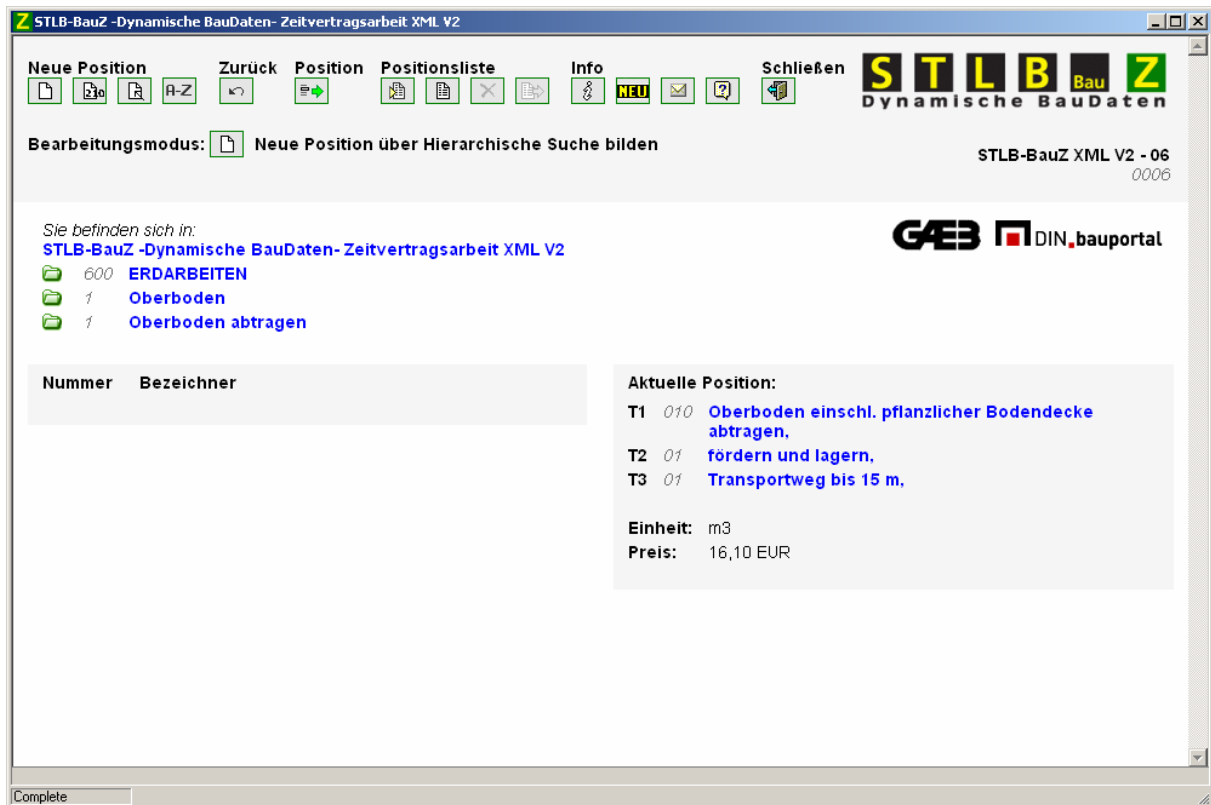 Z STLB-BauZ -Dynamische BauDaten- Zeitvertragsarbeit XML V2
Neue Position Zurück Position Positionsliste Info Schließen
A-Z NEU
STLB Bau Z
Dynamische BauDaten
Bearbeitungsmodus: Neue Position über Hierarchische Suche bilden
STLB-BauZ XML V2 - 06
0006
Sie befinden sich in:
STLB-BauZ -Dynamische BauDaten- Zeitvertragsarbeit XML V2
GAEB DIN bauportal
600 ERDARBEITEN
1 Oberboden
1 Oberboden abtragen
Nummer Bezeichner
Aktuelle Position:
T1 010 Oberboden einschl. pflanzlicher Bodendecke
abtragen,
T2 01 fördern und lagern,
T3 01 Transportweg bis 15 m,
Einheit: m3
Preis: 16,10 EUR
Complete